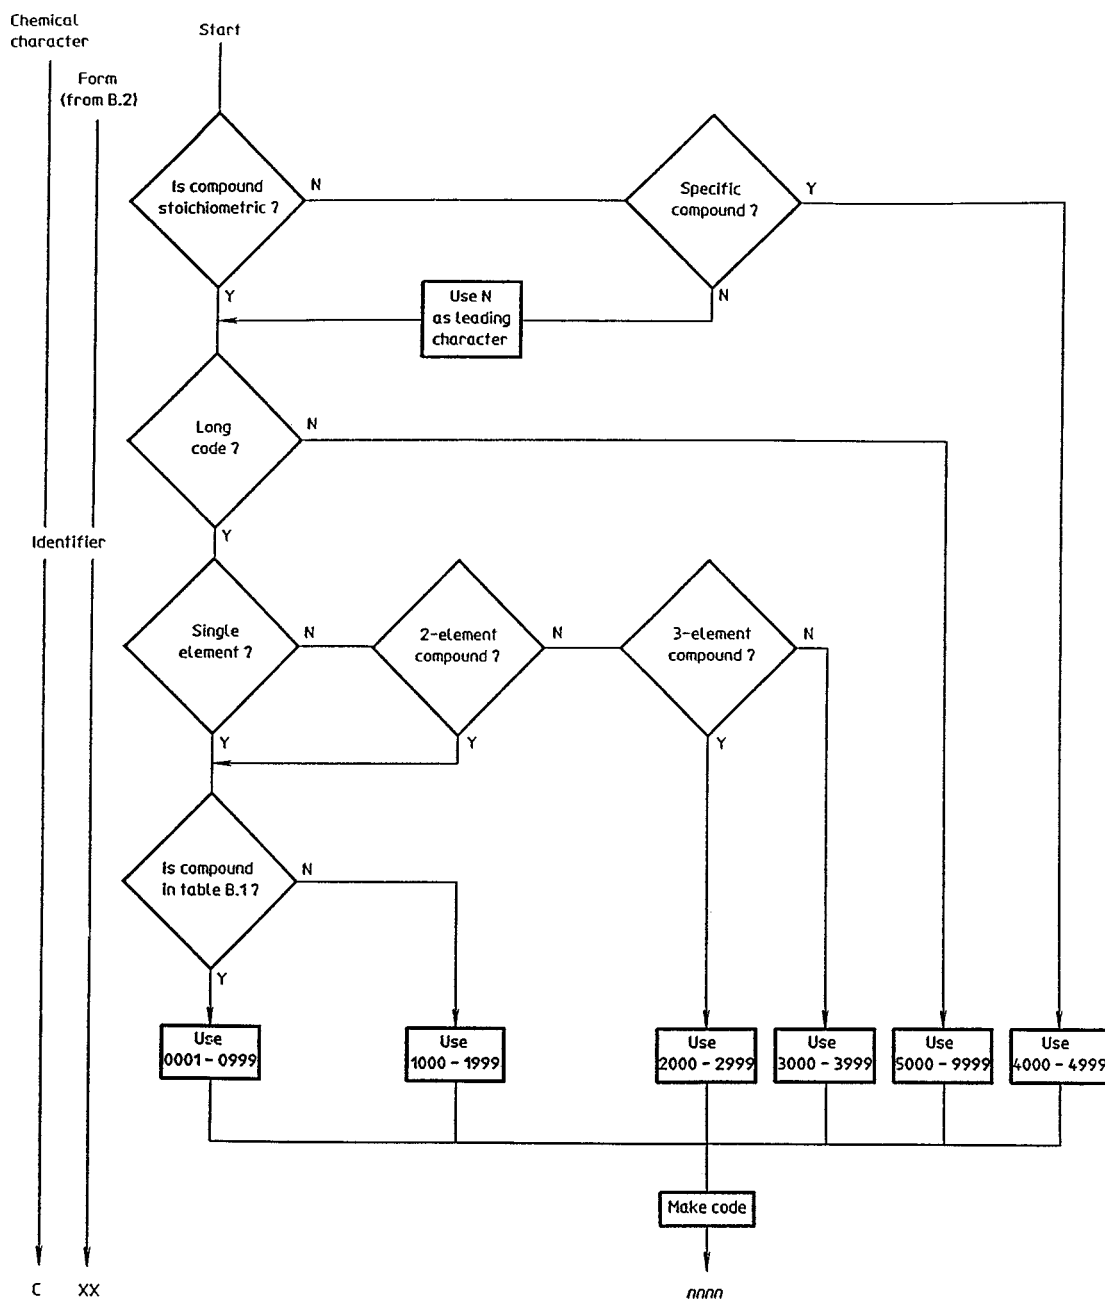 Chemical
character
Start
Form
(from B.2)
Is compound
stoichiometric ?
N
Specific
compound ?
Y
Y
Use N
as leading
character
N
Long
code ?
N
Y
Identifier
Single
element ?
N
2-element
compound ?
N
3-element
compound ?
N
Y
Y
Y
Is compound
in table B.1 ?
N
Y
Use
0001 - 0999
Use
1000 - 1999
Use
2000 - 2999
Use
3000 - 3999
Use
5000 - 9999
Use
4000 - 4999
Make code
C
XX
nnnn